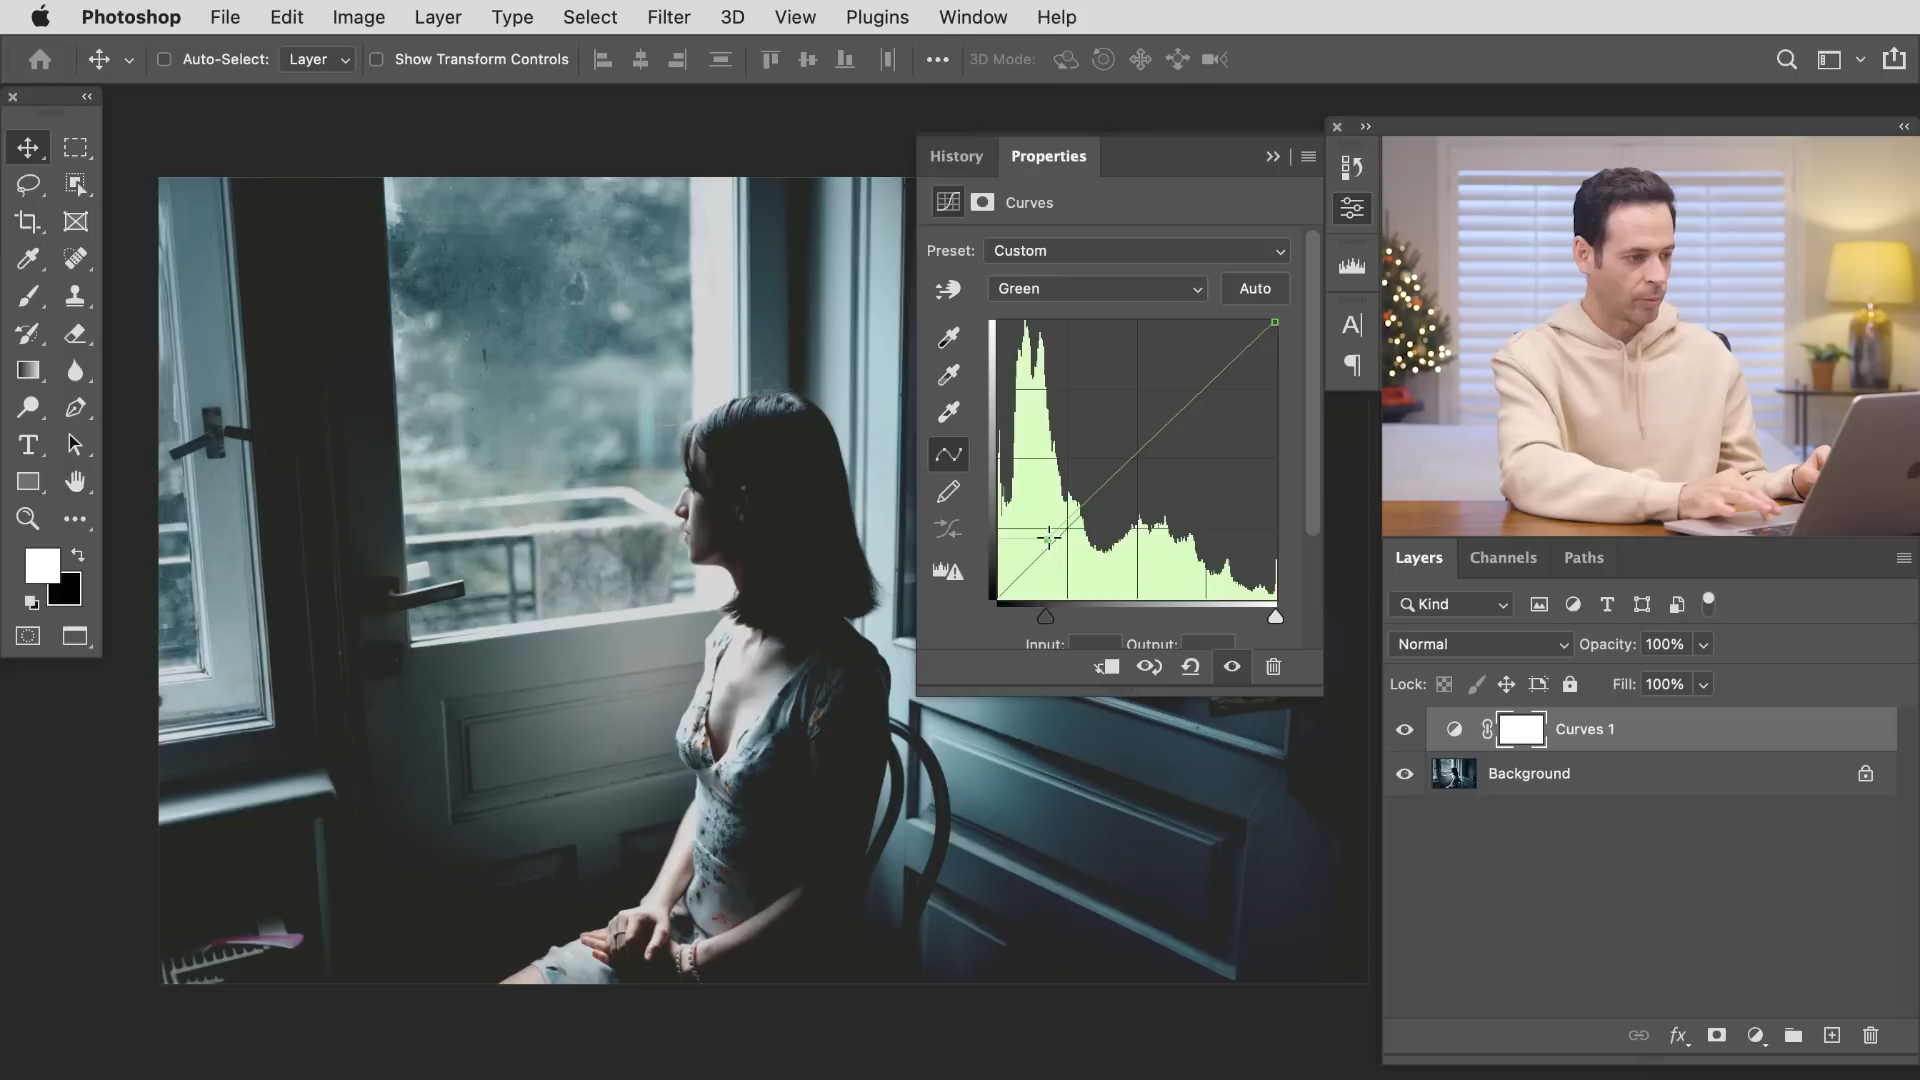 Photoshop File Edit Image Layer Type Select Filter 3D View Plugins Window Help
Auto-Select: Layer Show Transform Controls 3D Mode:
History Properties
Curves
Preset: Custom
Green Auto
Input: Output:
Layers Channels Paths
Kind
Normal Opacity: 100%
Lock: Fill: 100%
Curves 1
Background